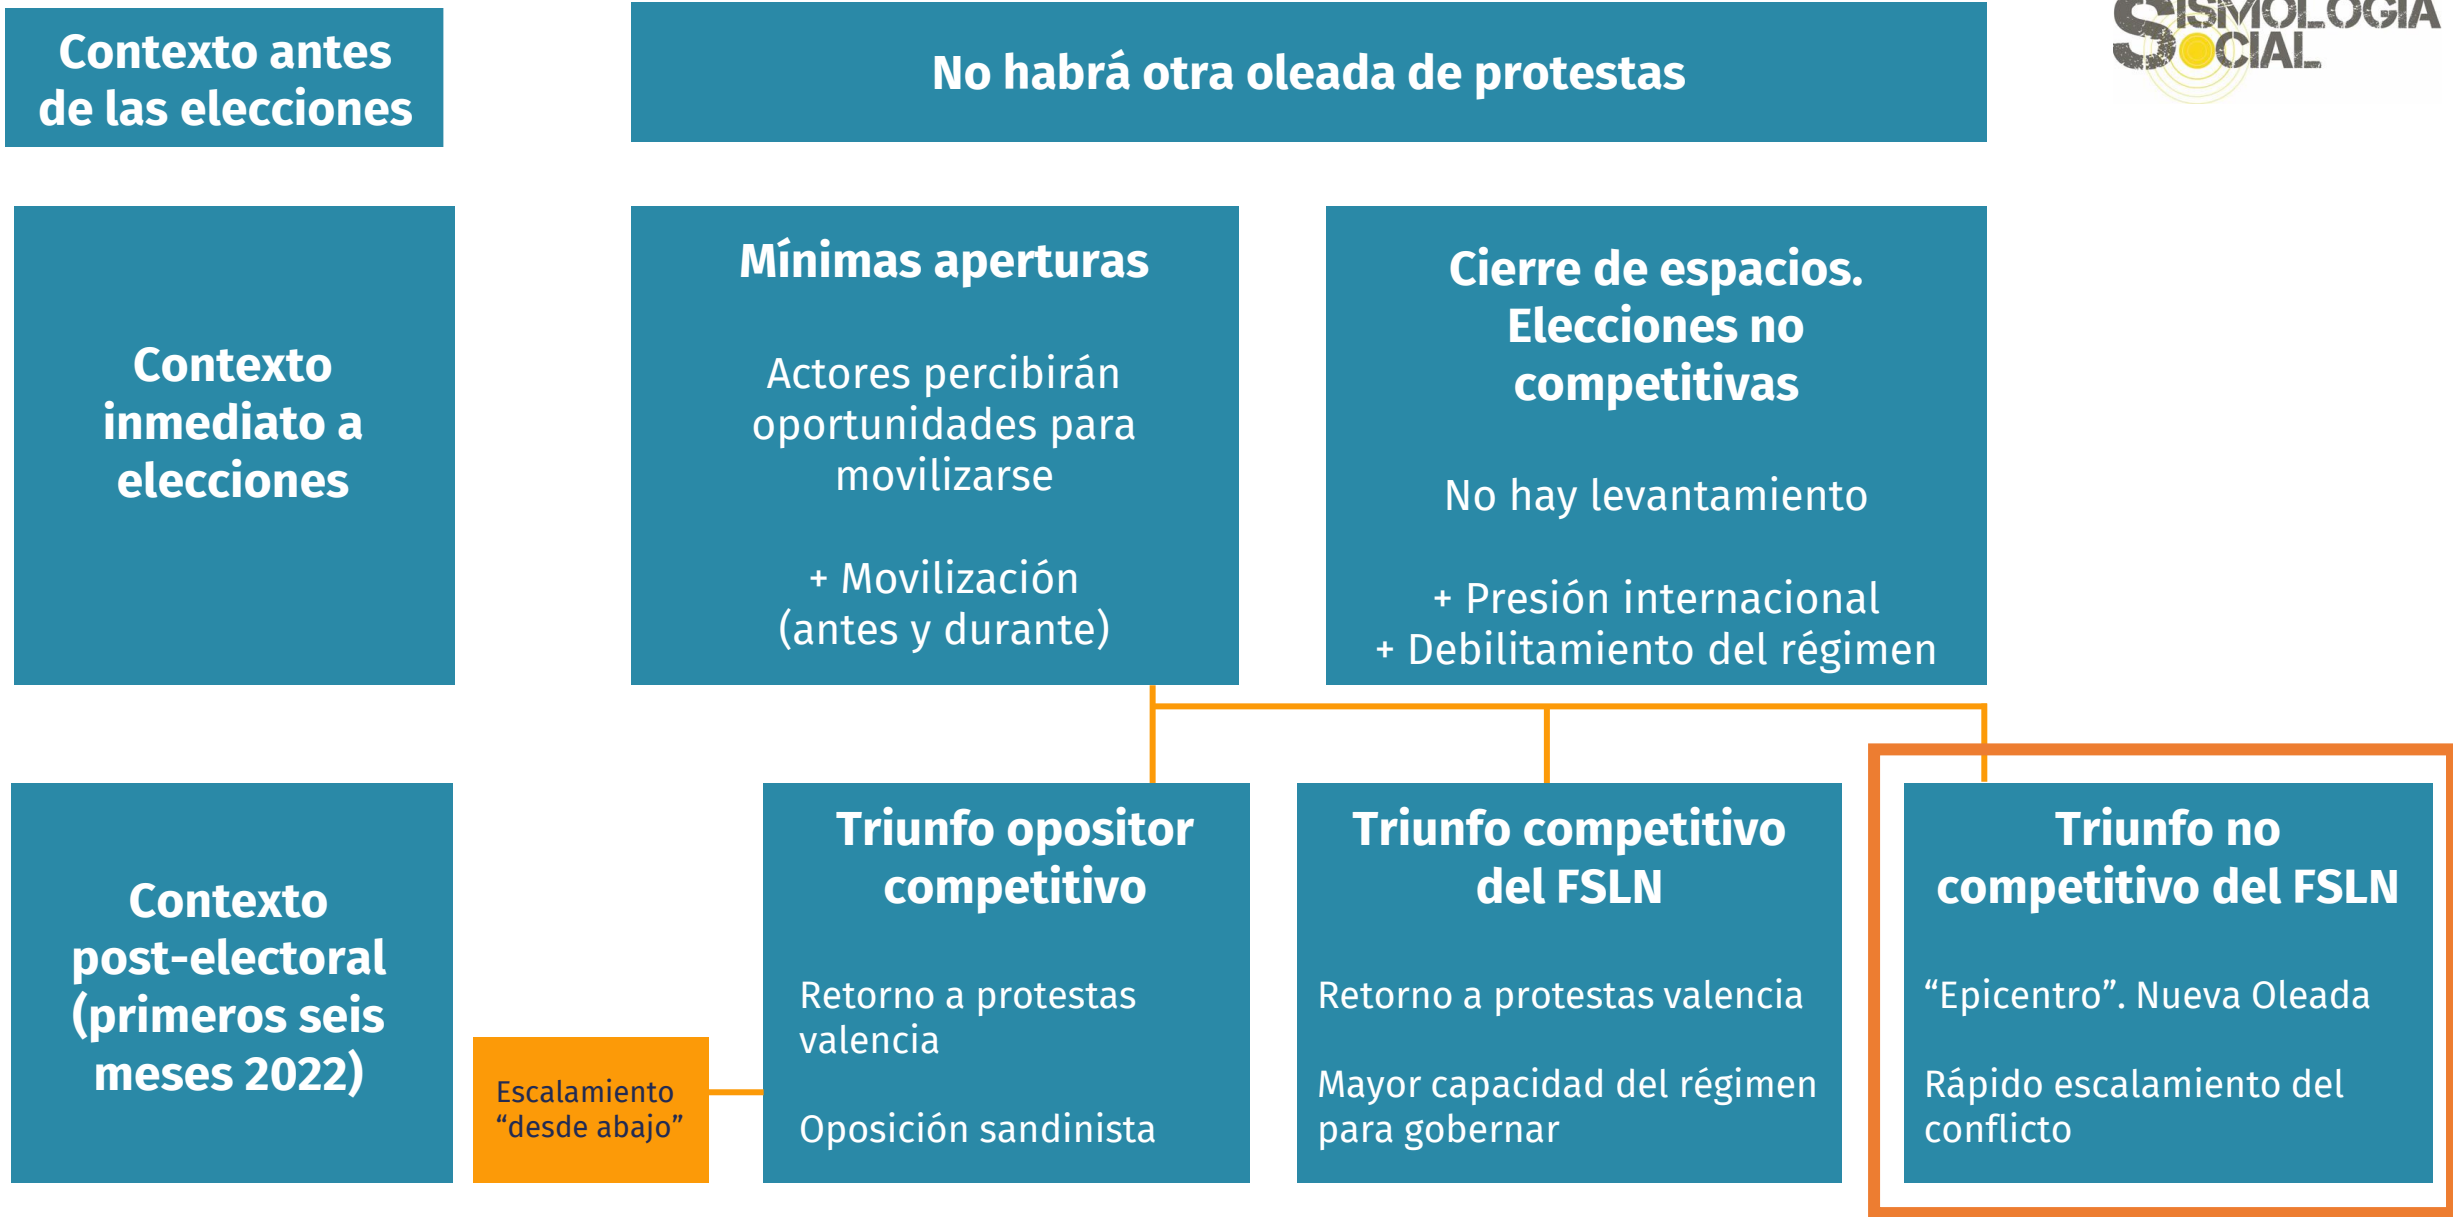 Contexto antes
de las elecciones
No habrá otra oleada de protestas
SISMOLOGÍA
SOCIAL
Contexto
inmediato a
elecciones
Mínimas aperturas
Actores percibirán
oportunidades para
movilizarse
+ Movilización
(antes y durante)
Cierre de espacios.
Elecciones no
competitivas
No hay levantamiento
+ Presión internacional
+ Debilitamiento del régimen
Contexto
post-electoral
(primeros seis
meses 2022)
Escalamiento
“desde abajo”
Triunfo opositor
competitivo
Retorno a protestas
valencia
Oposición sandinista
Triunfo competitivo
del FSLN
Retorno a protestas valencia
Mayor capacidad del régimen
para gobernar
Triunfo no
competitivo del FSLN
“Epicentro”. Nueva Oleada
Rápido escalamiento del
conflicto